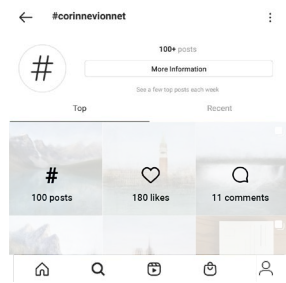 #corinnevionnet
#
100+ posts
More Information
See a few top posts each week
Top
Recent
#
100 posts
180 likes
11 comments